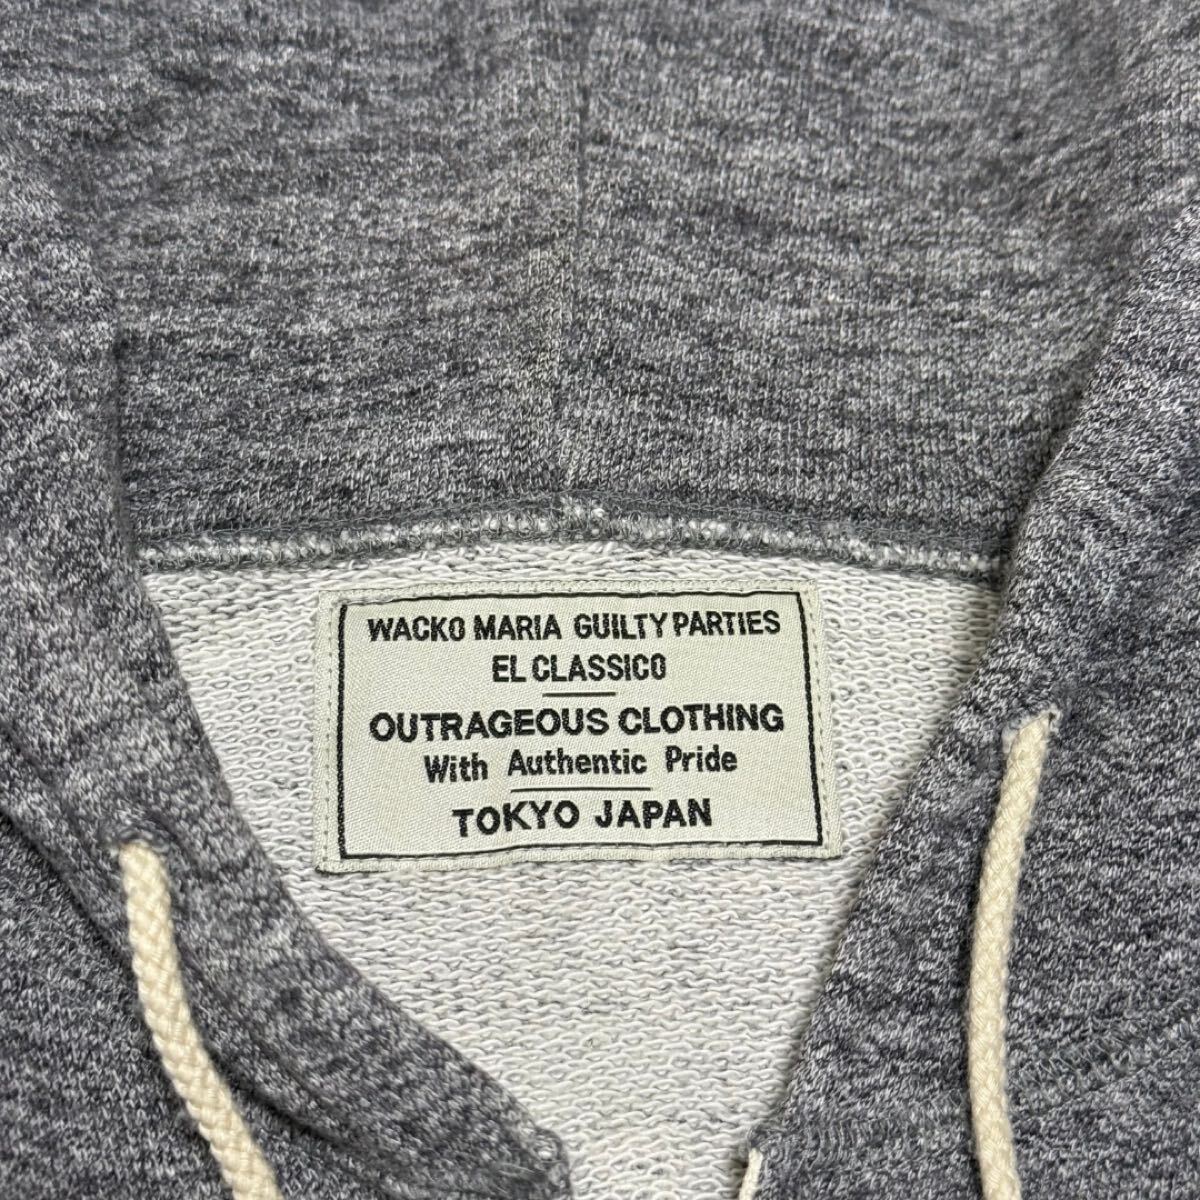 WACKO MARIA GUILTY PARTIES
EL CLASSICO
OUTRAGEOUS CLOTHING
With Authentic Pride
TOKYO JAPAN